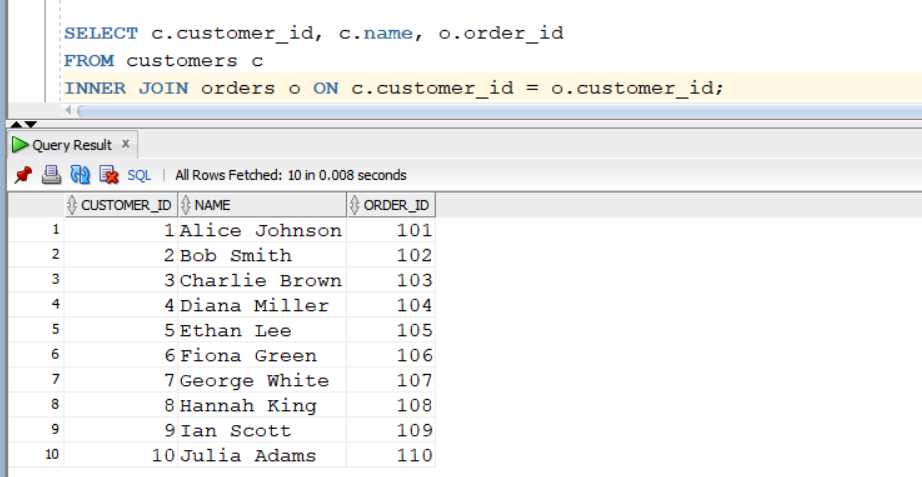 SELECT c.customer_id, c.name, o.order_id
FROM customers c
INNER JOIN orders o ON c.customer_id = o.customer_id;
Query Result x
SQL | All Rows Fetched: 10 in 0.008 seconds
CUSTOMER_ID NAME ORDER_ID
1 1 Alice Johnson 101
2 2 Bob Smith 102
3 3 Charlie Brown 103
4 4 Diana Miller 104
5 5 Ethan Lee 105
6 6 Fiona Green 106
7 7 George White 107
8 8 Hannah King 108
9 9 Ian Scott 109
10 10 Julia Adams 110